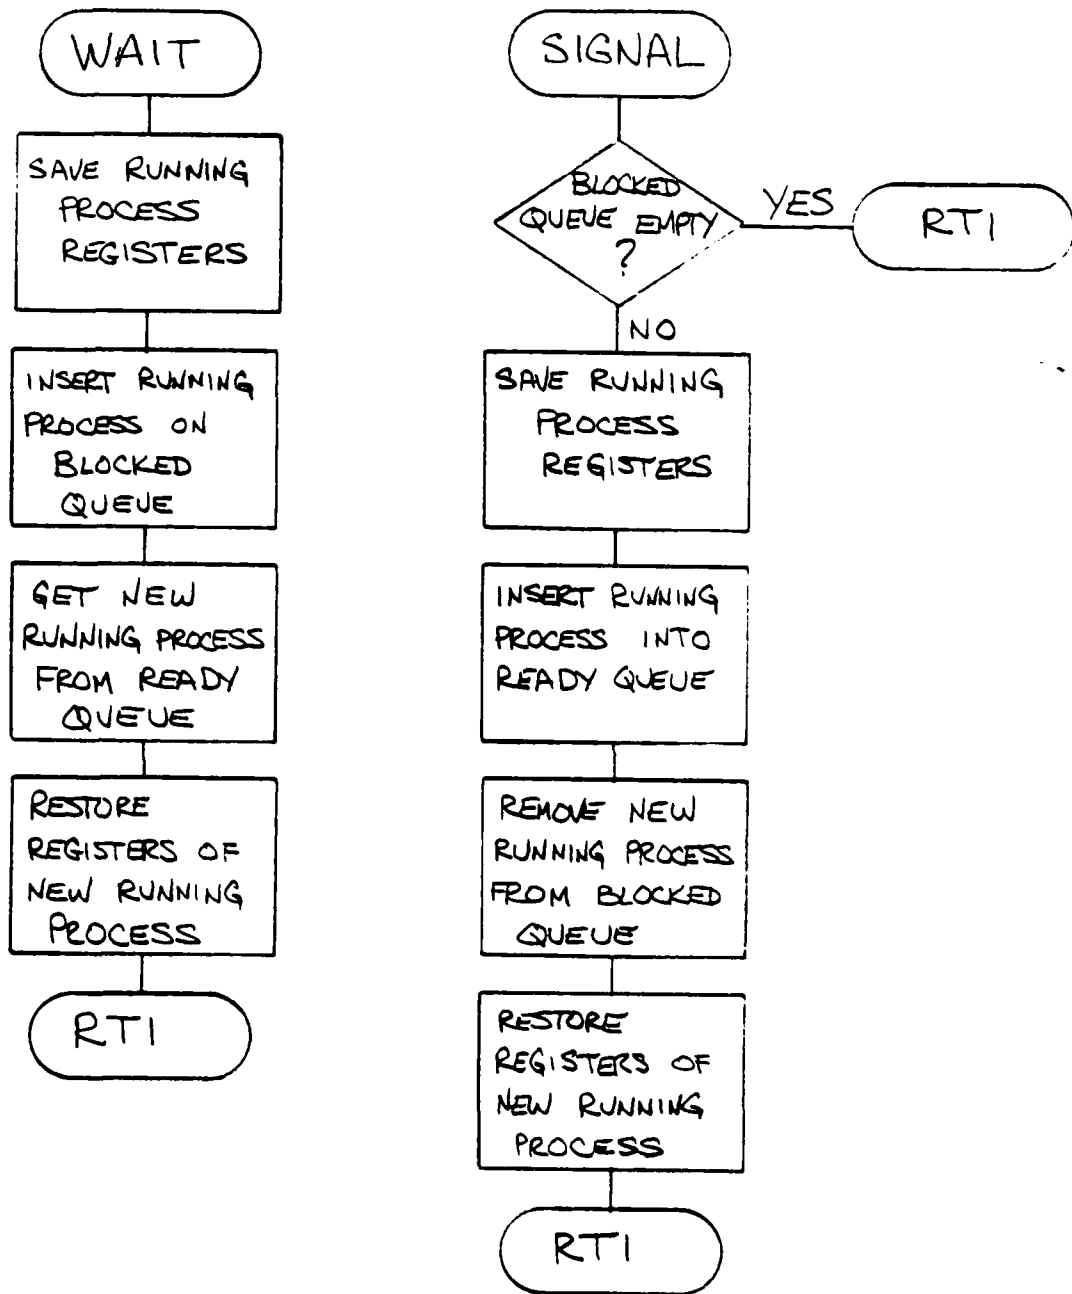 WAIT
SAVE RUNNING
PROCESS
REGISTERS
INSERT RUNNING
PROCESS ON
BLOCKED
QUEUE
GET NEW
RUNNING PROCESS
FROM READY
QUEUE
RESTORE
REGISTERS OF
NEW RUNNING
PROCESS
RTI
SIGNAL
BLOCKED
QUEUE EMPTY
?
YES
RTI
NO
SAVE RUNNING
PROCESS
REGISTERS
INSERT RUNNING
PROCESS INTO
READY QUEUE
REMOVE NEW
RUNNING PROCESS
FROM BLOCKED
QUEUE
RESTORE
REGISTERS OF
NEW RUNNING
PROCESS
RTI